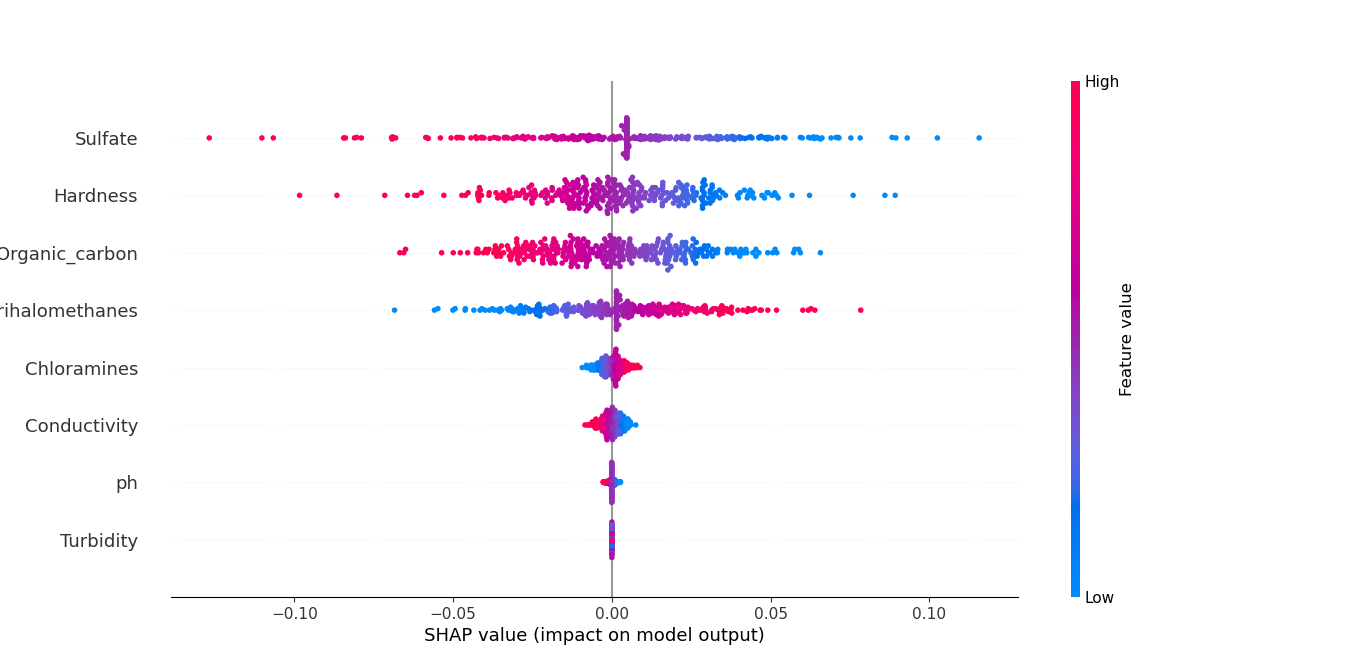 High
Sulfate
Hardness
Organic_carbon
rihalomethanes
Chloramines
Conductivity
ph
Turbidity
Feature value
Low
−0.10 −0.05 0.00 0.05 0.10
SHAP value (impact on model output)